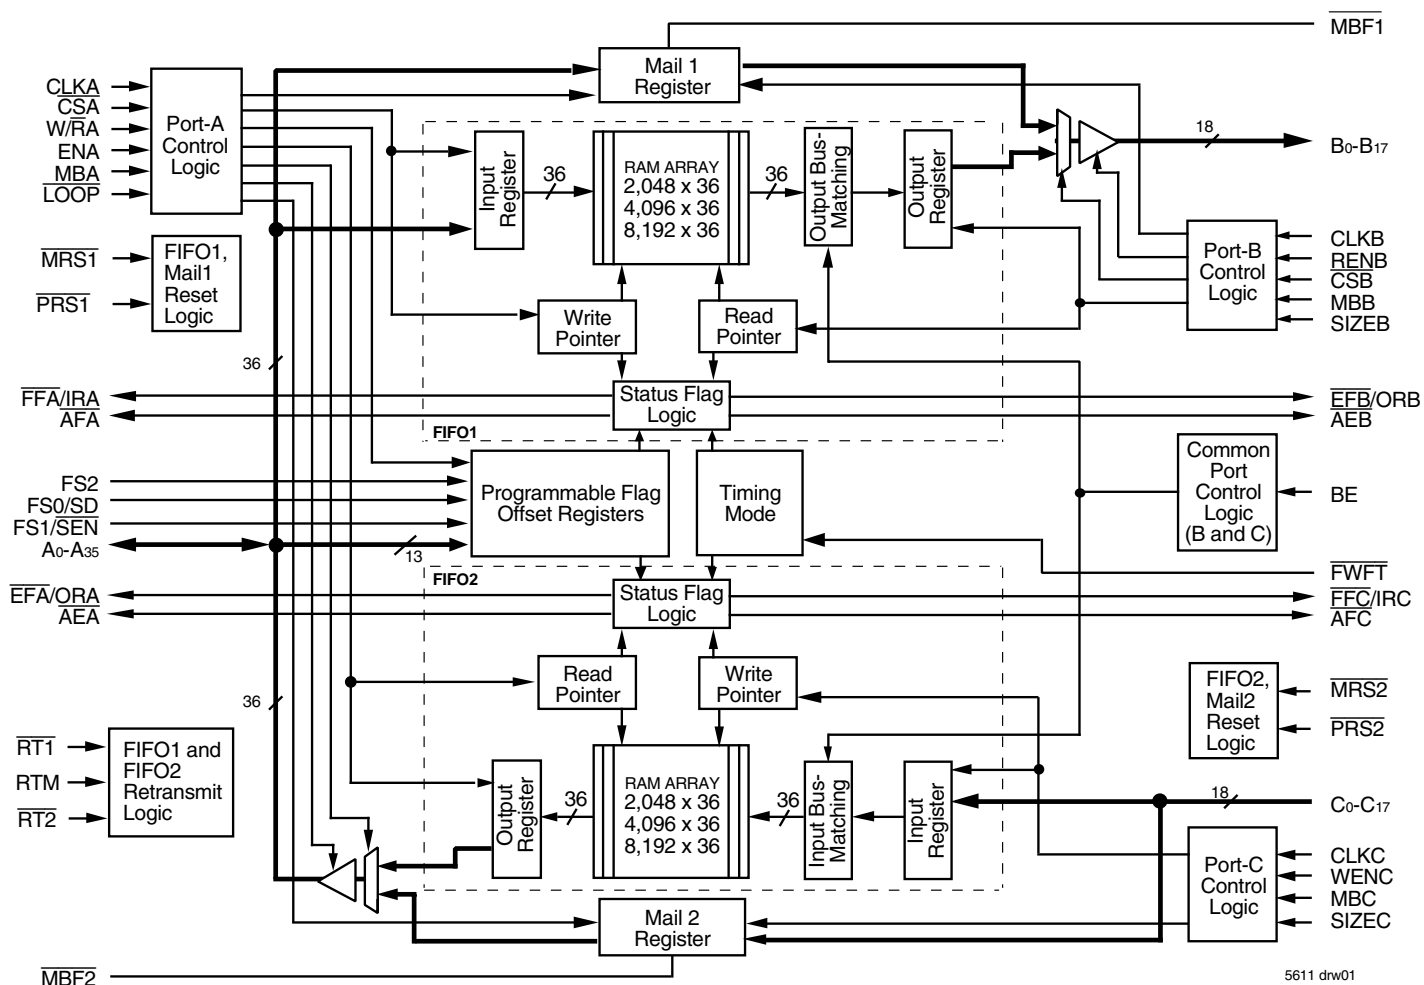 MBF1
Mail 1
Register
CLKA
CSA
W/RA
ENA
MBA
LOOP
Port-A
Control
Logic
Input
Register
36
RAM ARRAY
2,048 x 36
4,096 x 36
8,192 x 36
36
Output Bus-
Matching
Output
Register
18
B0-B17
MRS1
PRS1
FIFO1,
Mail1
Reset
Logic
Port-B
Control
Logic
CLKB
RENB
CSB
MBB
SIZEB
Write
Pointer
Read
Pointer
36
FFA/IRA
AFA
Status Flag
Logic
EFB/ORB
AEB
FIFO1
FS2
FS0/SD
FS1/SEN
A0-A35
13
Programmable Flag
Offset Registers
Timing
Mode
Common
Port
Control
Logic
(B and C)
BE
FIFO2
FWFT
EFA/ORA
AEA
Status Flag
Logic
FFC/IRC
AFC
Read
Pointer
Write
Pointer
36
FIFO2,
Mail2
Reset
Logic
MRS2
PRS2
RT1
RTM
RT2
FIFO1 and
FIFO2
Retransmit
Logic
Output
Register
36
RAM ARRAY
2,048 x 36
4,096 x 36
8,192 x 36
36
Input Bus-
Matching
Input
Register
18
C0-C17
Port-C
Control
Logic
CLKC
WENC
MBC
SIZEC
Mail 2
Register
MBF2
5611 drw01